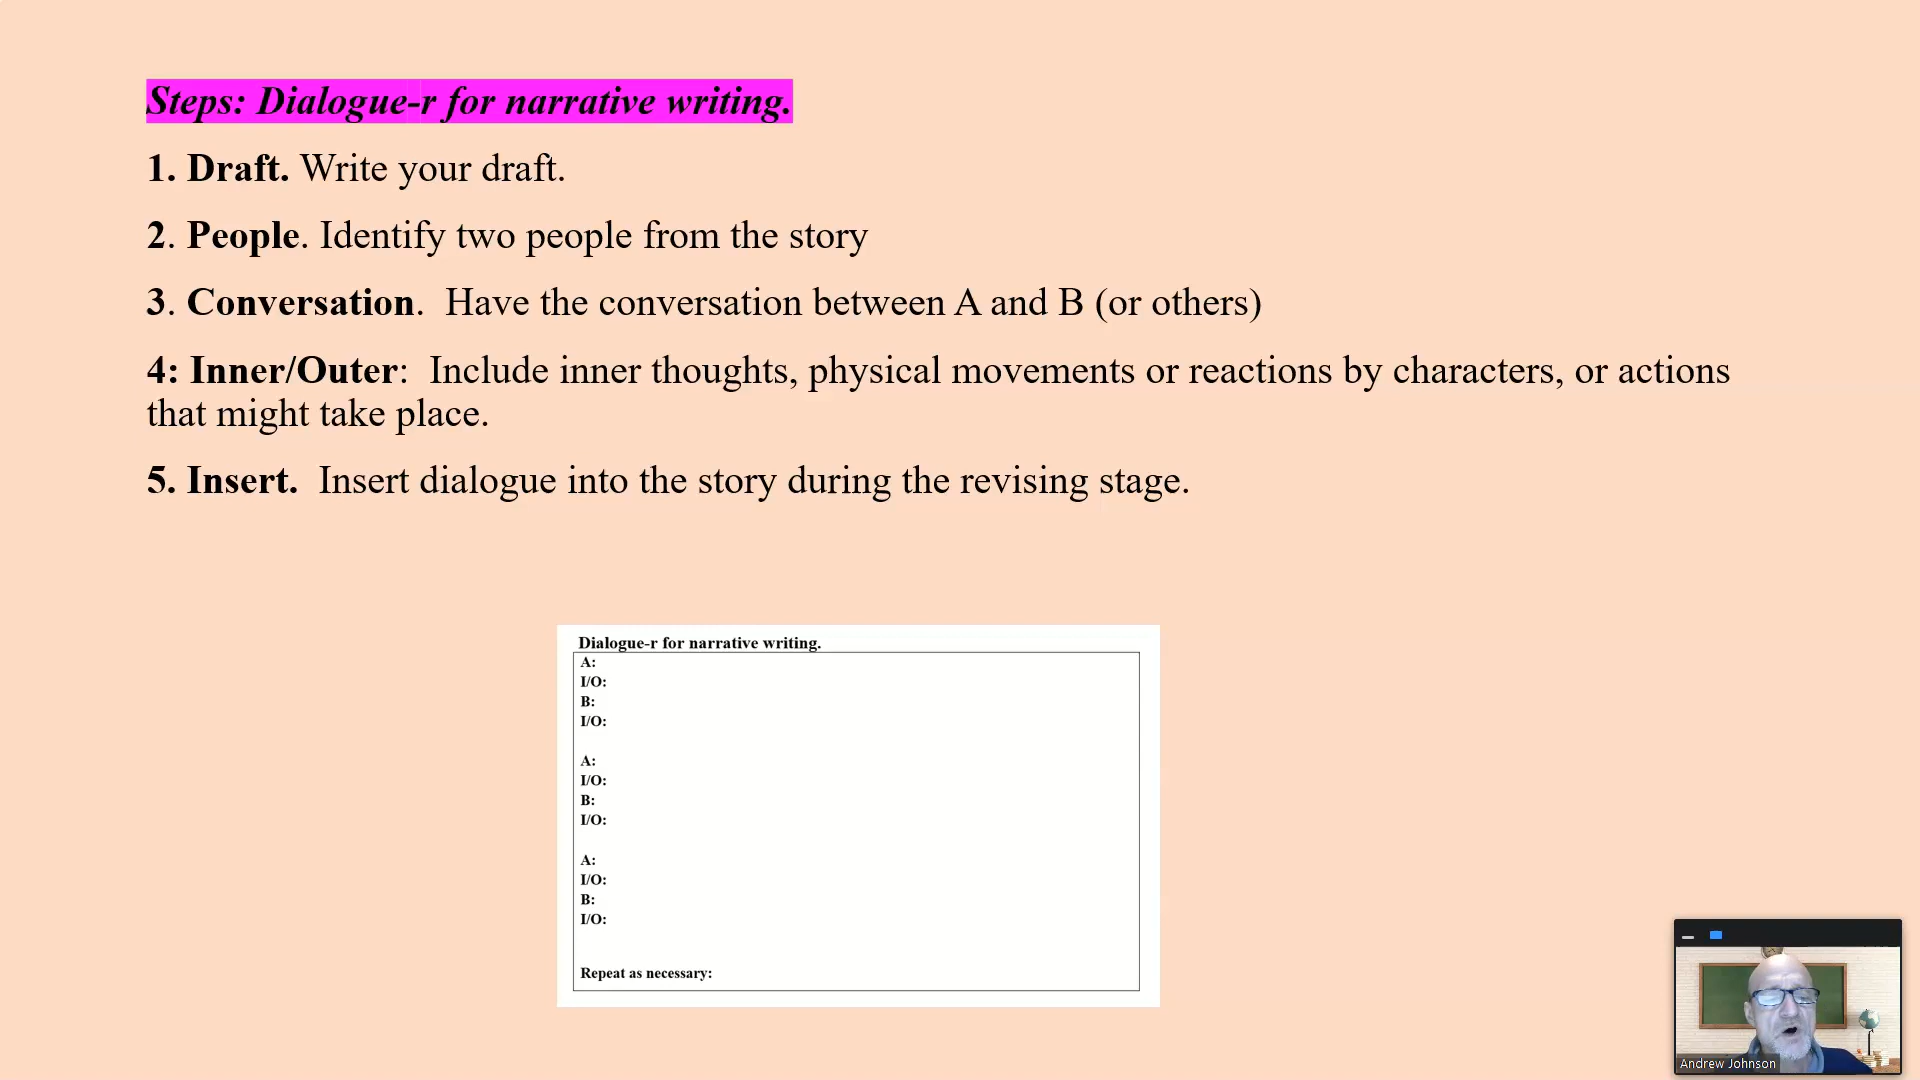 Steps: Dialogue-r for narrative writing.
1. Draft. Write your draft.
2. People. Identify two people from the story
3. Conversation.  Have the conversation between A and B (or others)
4: Inner/Outer:  Include inner thoughts, physical movements or reactions by characters, or actions
that might take place.
5. Insert.  Insert dialogue into the story during the revising stage.
Dialogue-r for narrative writing.
A:
I/O:
B:
I/O:
A:
I/O:
B:
I/O:
A:
I/O:
B:
I/O:
Repeat as necessary:
Andrew Johnson